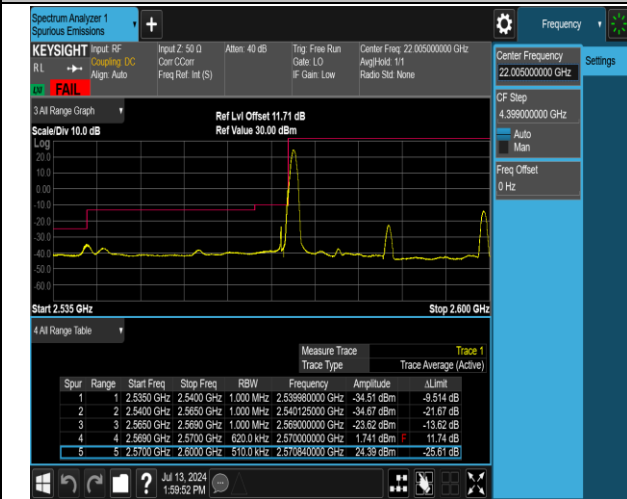 Spectrum Analyzer 1
Spurious Emissions
Frequency
KEYSIGHT Input: RF Input Z: 50 Ω Atten: 40 dB Trig: Free Run Center Freq: 22.005000000 GHz
RL Coupling: DC Corr CCorr Gate: LO Avg|Hold: 1/1
Align: Auto Freq Ref: Int (S) IF Gain: Low Radio Std: None
FAIL
Center Frequency
22.005000000 GHz
Settings
CF Step
4.399000000 GHz
Auto
Man
Freq Offset
0 Hz
3 All Range Graph
Ref Lvl Offset 11.71 dB
Scale/Div 10.0 dB Ref Value 30.00 dBm
Log
20.0
10.0
0.00
-10.0
-20.0
-30.0
-40.0
-50.0
-60.0
Start 2.535 GHz Stop 2.600 GHz
4 All Range Table
Measure Trace Trace 1
Trace Type Trace Average (Active)
Spur Range Start Freq Stop Freq RBW Frequency Amplitude ΔLimit
1 1 2.5350 GHz 2.5400 GHz 1.000 MHz 2.539980000 GHz -34.51 dBm -9.514 dB
2 2 2.5400 GHz 2.5650 GHz 1.000 MHz 2.540125000 GHz -34.67 dBm -21.67 dB
3 3 2.5650 GHz 2.5690 GHz 1.000 MHz 2.569000000 GHz -23.62 dBm -13.62 dB
4 4 2.5690 GHz 2.5700 GHz 620.0 kHz 2.570000000 GHz 1.741 dBm F 11.74 dB
5 5 2.5700 GHz 2.6000 GHz 510.0 kHz 2.570840000 GHz 24.39 dBm -25.61 dB
Jul 13, 2024
1:59:52 PM